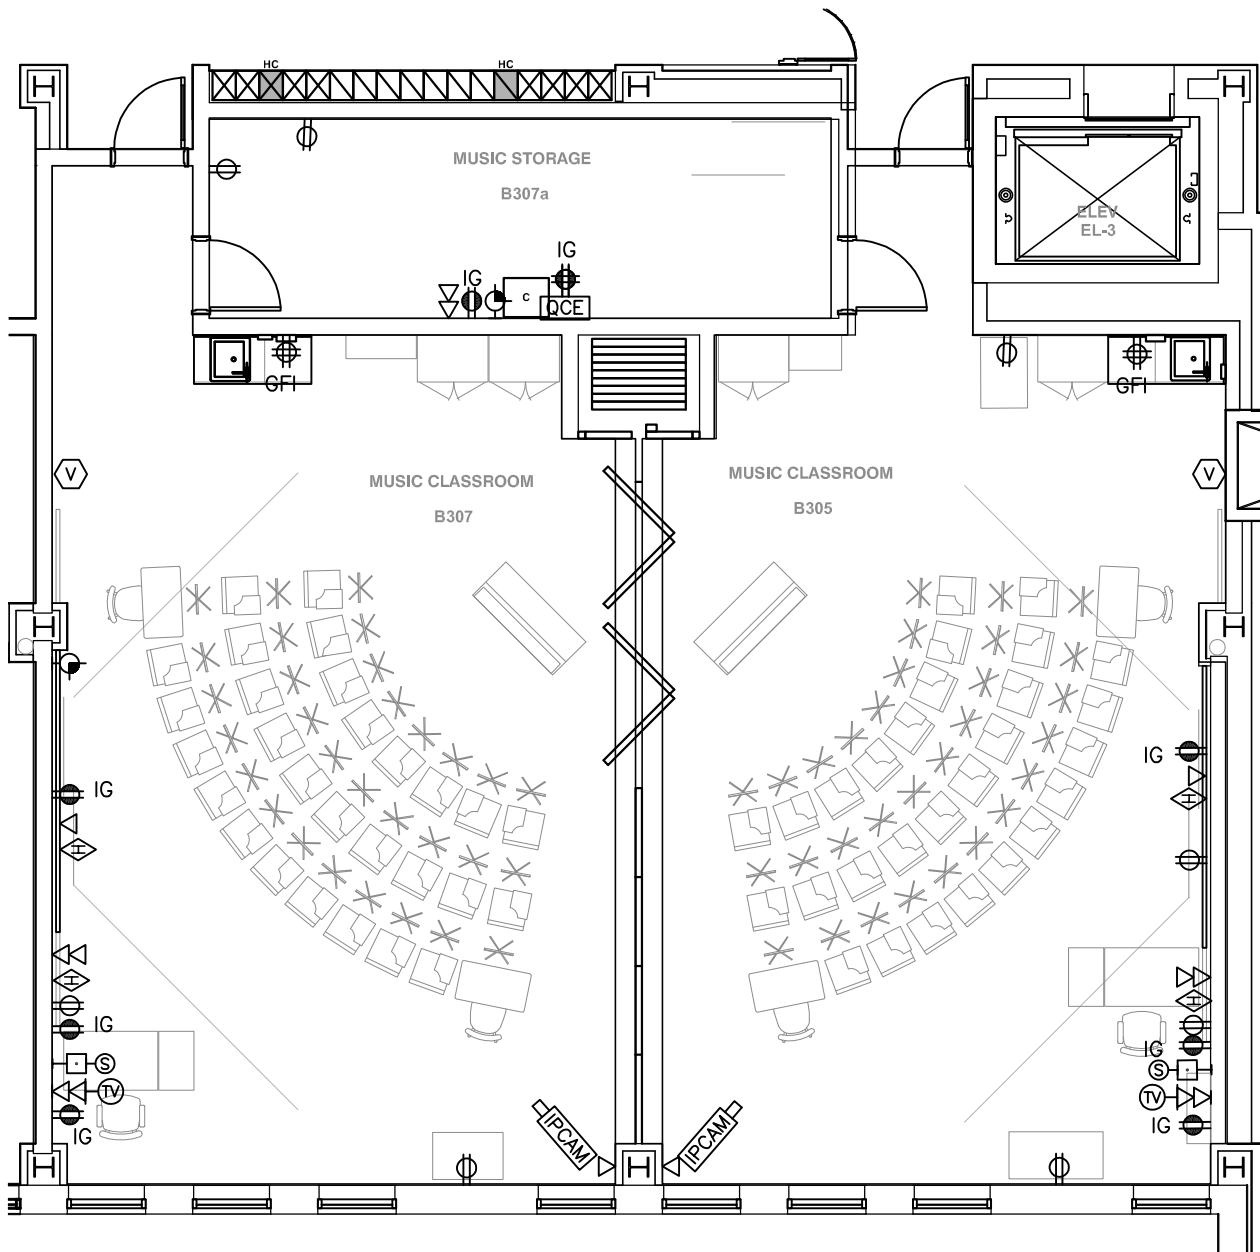 HC
HC
MUSIC STORAGE
B307a
ELEV
EL-3
IG
IG
C
QCE
GFI
GFI
V
V
MUSIC CLASSROOM
B307
MUSIC CLASSROOM
B305
IG
IG
H
H
H
H
IG
IG
S
S
TV
TV
IG
IG
IPCAM
IPCAM